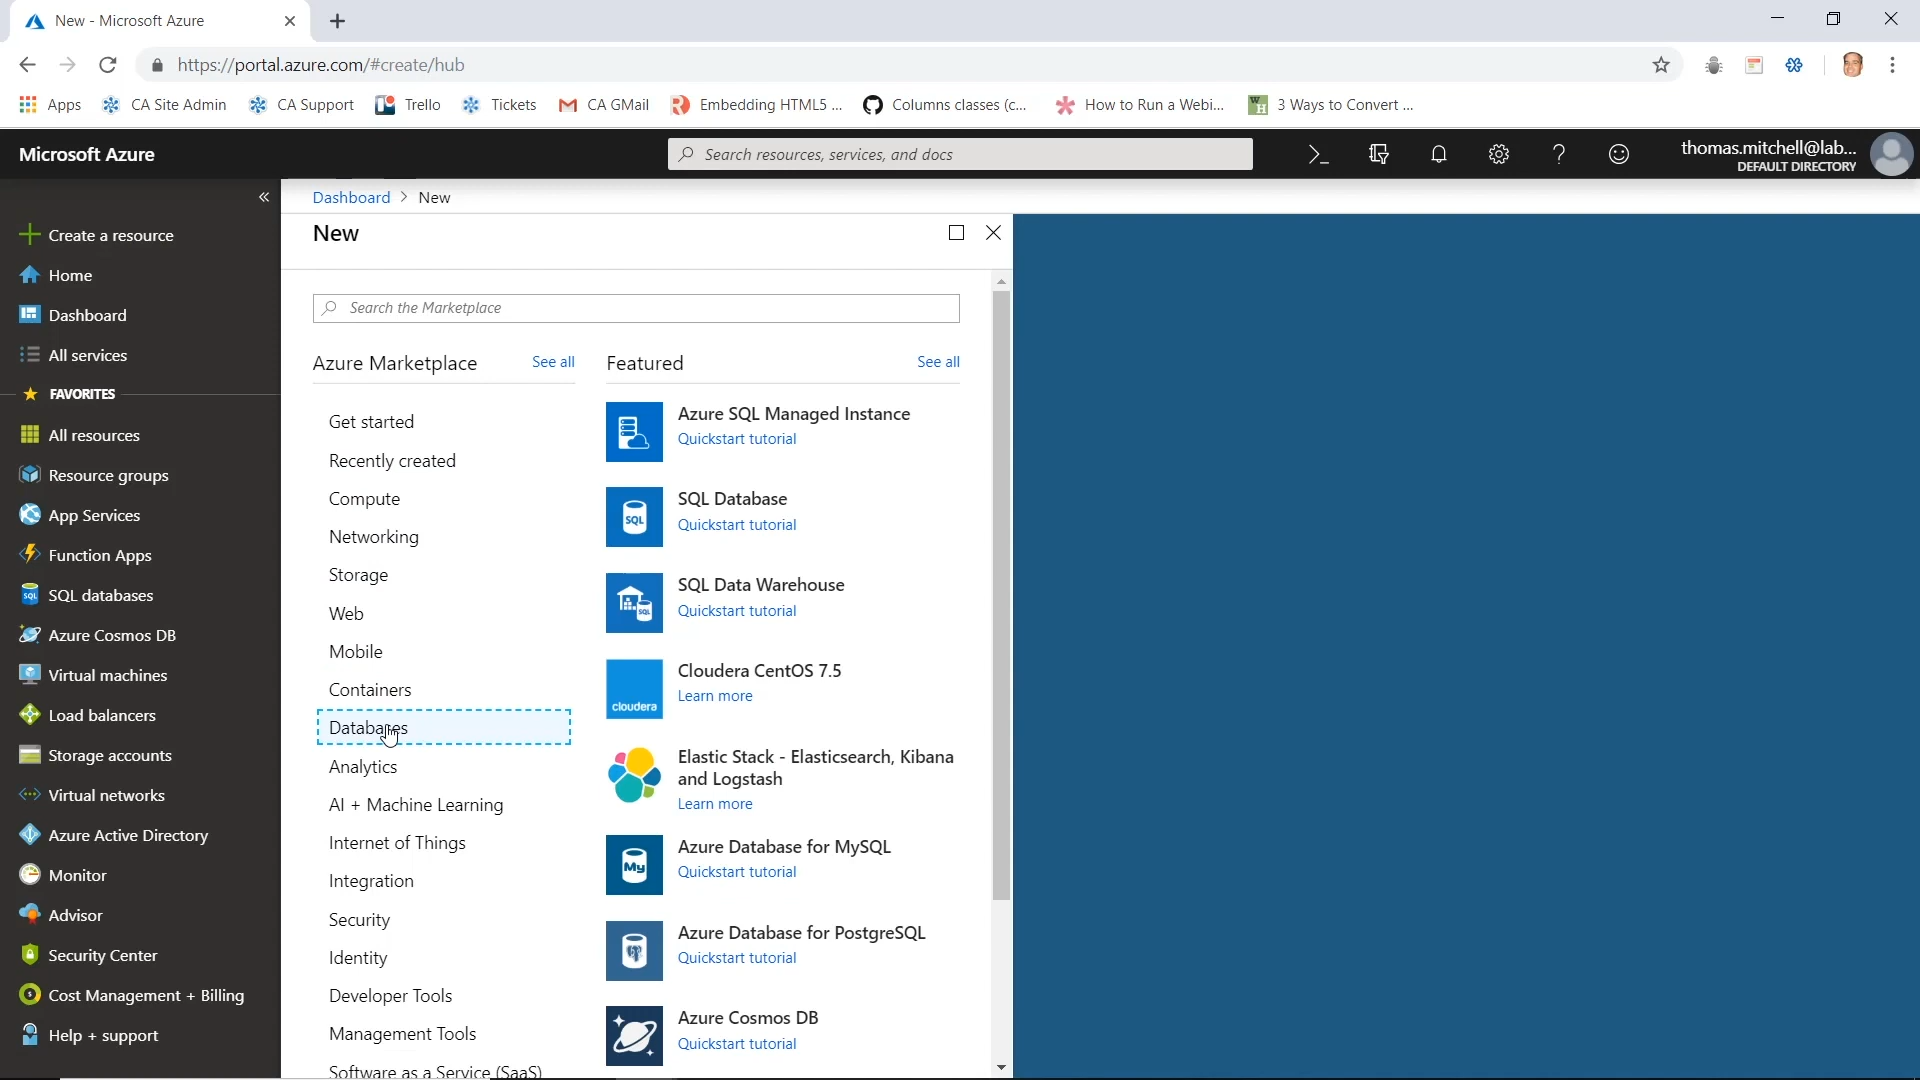 New - Microsoft Azure
https://portal.azure.com/#create/hub
Apps
CA Site Admin
CA Support
Trello
Tickets
CA GMail
Embedding HTML5 ...
Columns classes (c...
How to Run a Webi...
3 Ways to Convert ...
Microsoft Azure
Search resources, services, and docs
thomas.mitchell@lab...
DEFAULT DIRECTORY
Dashboard > New
Create a resource
Home
Dashboard
All services
FAVORITES
All resources
Resource groups
App Services
Function Apps
SQL databases
Azure Cosmos DB
Virtual machines
Load balancers
Storage accounts
Virtual networks
Azure Active Directory
Monitor
Advisor
Security Center
Cost Management + Billing
Help + support
New
Search the Marketplace
Azure Marketplace
See all
Get started
Recently created
Compute
Networking
Storage
Web
Mobile
Containers
Databases
Analytics
AI + Machine Learning
Internet of Things
Integration
Security
Identity
Developer Tools
Management Tools
Software as a Service (SaaS)
Featured
See all
Azure SQL Managed Instance
Quickstart tutorial
SQL
SQL Database
Quickstart tutorial
SQL Data Warehouse
Quickstart tutorial
cloudera
Cloudera CentOS 7.5
Learn more
Elastic Stack - Elasticsearch, Kibana
and Logstash
Learn more
My
Azure Database for MySQL
Quickstart tutorial
Azure Database for PostgreSQL
Quickstart tutorial
Azure Cosmos DB
Quickstart tutorial